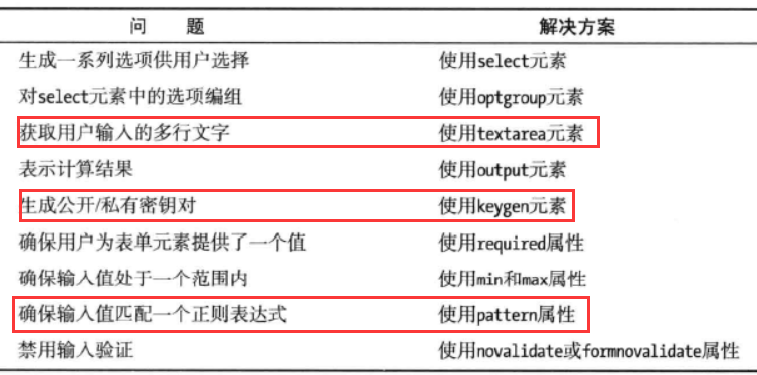 问 题 解决方案
生成一系列选项供用户选择 使用select元素
对select元素中的选项编组 使用optgroup元素
获取用户输入的多行文字 使用textarea元素
表示计算结果 使用output元素
生成公开/私有密钥对 使用keygen元素
确保用户为表单元素提供了一个值 使用required属性
确保输入值处于一个范围内 使用min和max属性
确保输入值匹配一个正则表达式 使用pattern属性
禁用输入验证 使用novalidate或formnovalidate属性